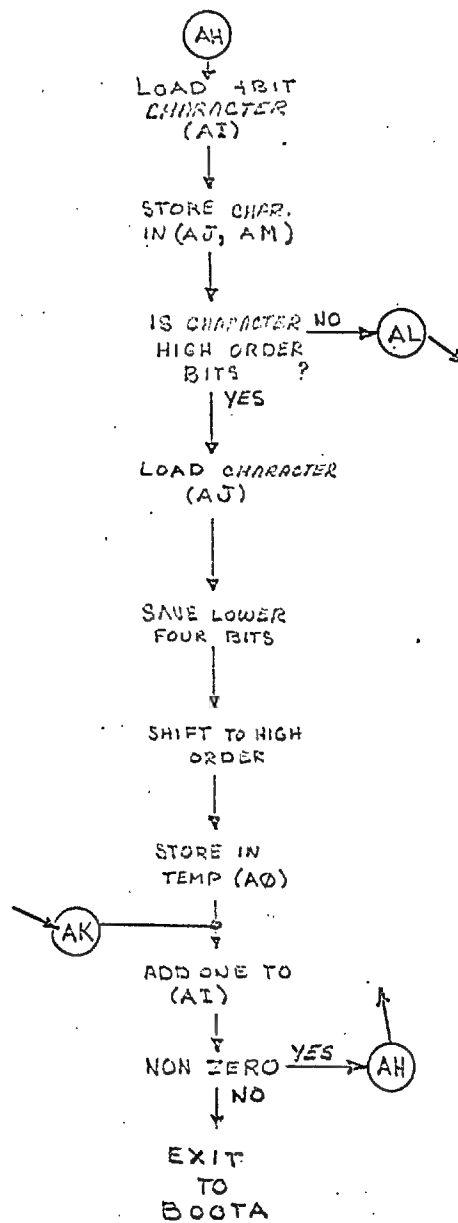 AH
LOAD 4BIT
CHARACTER
(AI)
STORE CHAR.
IN (AJ, AM)
IS CHARACTER NO AL
HIGH ORDER
BITS ?
YES
LOAD CHARACTER
(AJ)
SAVE LOWER
FOUR BITS
SHIFT TO HIGH
ORDER
STORE IN
TEMP (AØ)
AK
ADD ONE TO
(AI)
NON ZERO YES AH
NO
EXIT
TO
BOOTA